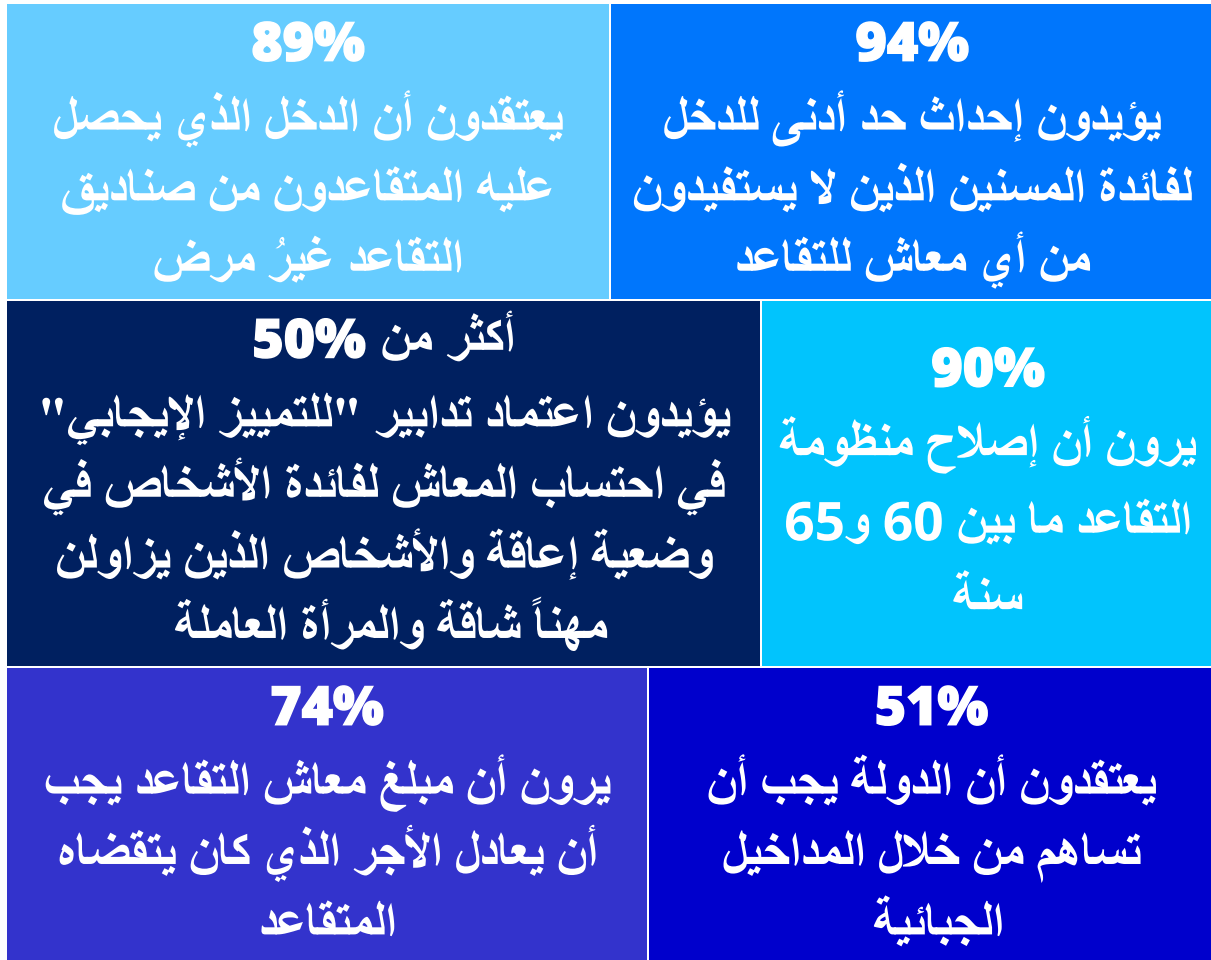 94%
يؤيدون إحداث حد أدنى للدخل
لفائدة المسنين الذين لا يستفيدون
من أي معاش للتقاعد
89%
يعتقدون أن الدخل الذي يحصل
عليه المتقاعدون من صناديق
التقاعد غيرُ مرض
90%
يرون أن إصلاح منظومة
التقاعد ما بين 60 و65
سنة
أكثر من 50%
يؤيدون اعتماد تدابير "للتمييز الإيجابي"
في احتساب المعاش لفائدة الأشخاص في
وضعية إعاقة والأشخاص الذين يزاولن
مهناً شاقة والمرأة العاملة
51%
يعتقدون أن الدولة يجب أن
تساهم من خلال المداخيل
الجبائية
74%
يرون أن مبلغ معاش التقاعد يجب
أن يعادل الأجر الذي كان يتقضاه
المتقاعد